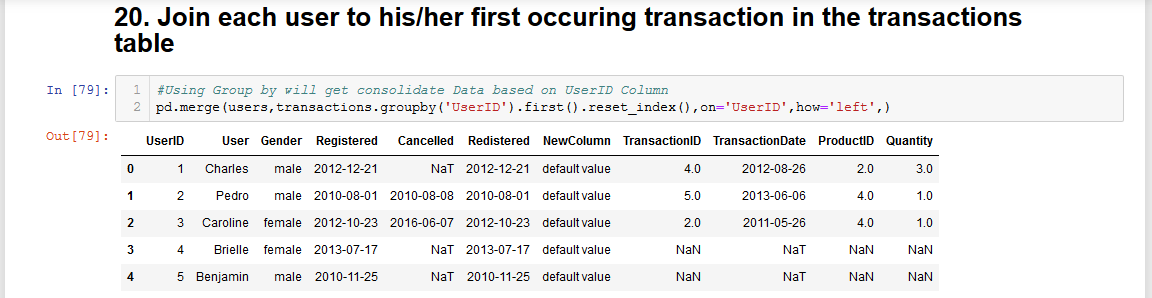 20. Join each user to his/her first occuring transaction in the transactions
table
In [79]:
1 #Using Group by will get consolidate Data based on UserID Column
2 pd.merge(users,transactions.groupby('UserID').first().reset_index(),on='UserID',how='left',)
Out[79]:
UserID User Gender Registered Cancelled Redistered NewColumn TransactionID TransactionDate ProductID Quantity
0 1 Charles male 2012-12-21 NaT 2012-12-21 default value 4.0 2012-08-26 2.0 3.0
1 2 Pedro male 2010-08-01 2010-08-08 2010-08-01 default value 5.0 2013-06-06 4.0 1.0
2 3 Caroline female 2012-10-23 2016-06-07 2012-10-23 default value 2.0 2011-05-26 4.0 1.0
3 4 Brielle female 2013-07-17 NaT 2013-07-17 default value NaN NaT NaN NaN
4 5 Benjamin male 2010-11-25 NaT 2010-11-25 default value NaN NaT NaN NaN